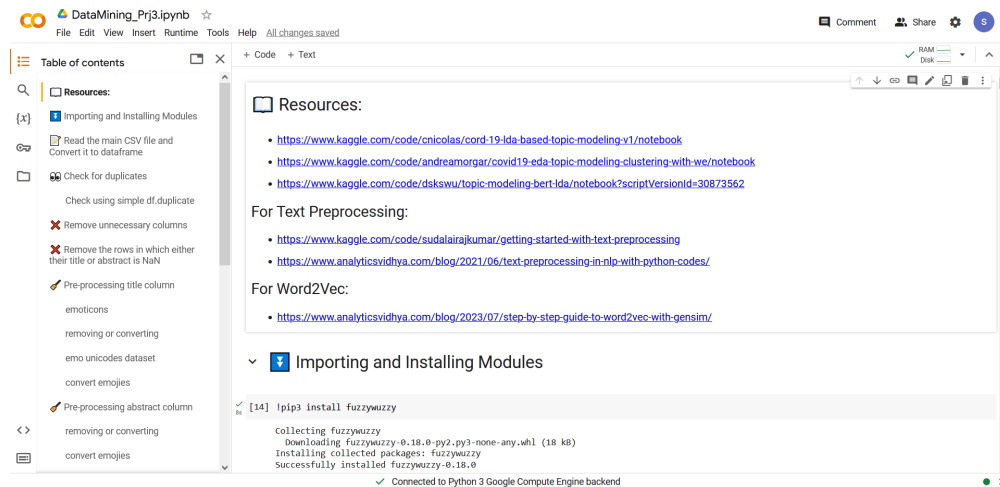 DataMining_Prj3.ipynb
File Edit View Insert Runtime Tools Help All changes saved
Comment
Share
S
Table of contents
Resources:
Importing and Installing Modules
Read the main CSV file and
Convert it to dataframe
Check for duplicates
Check using simple df.duplicate
Remove unnecessary columns
Remove the rows in which either
their title or abstract is NaN
Pre-processing title column
emoticons
removing or converting
emo unicodes dataset
convert emojies
Pre-processing abstract column
removing or converting
convert emojies
+ Code + Text
RAM
Disk
Resources:
https://www.kaggle.com/code/cnicolas/cord-19-lda-based-topic-modeling-v1/notebook
https://www.kaggle.com/code/andreamorgar/covid19-eda-topic-modeling-clustering-with-we/notebook
https://www.kaggle.com/code/dskswu/topic-modeling-bert-lda/notebook?scriptVersionId=30873562
For Text Preprocessing:
https://www.kaggle.com/code/sudalairajkumar/getting-started-with-text-preprocessing
https://www.analyticsvidhya.com/blog/2021/06/text-preprocessing-in-nlp-with-python-codes/
For Word2Vec:
https://www.analyticsvidhya.com/blog/2023/07/step-by-step-guide-to-word2vec-with-gensim/
Importing and Installing Modules
[14] !pip3 install fuzzywuzzy
8s
Collecting fuzzywuzzy
Downloading fuzzywuzzy-0.18.0-py2.py3-none-any.whl (18 kB)
Installing collected packages: fuzzywuzzy
Successfully installed fuzzywuzzy-0.18.0
Connected to Python 3 Google Compute Engine backend